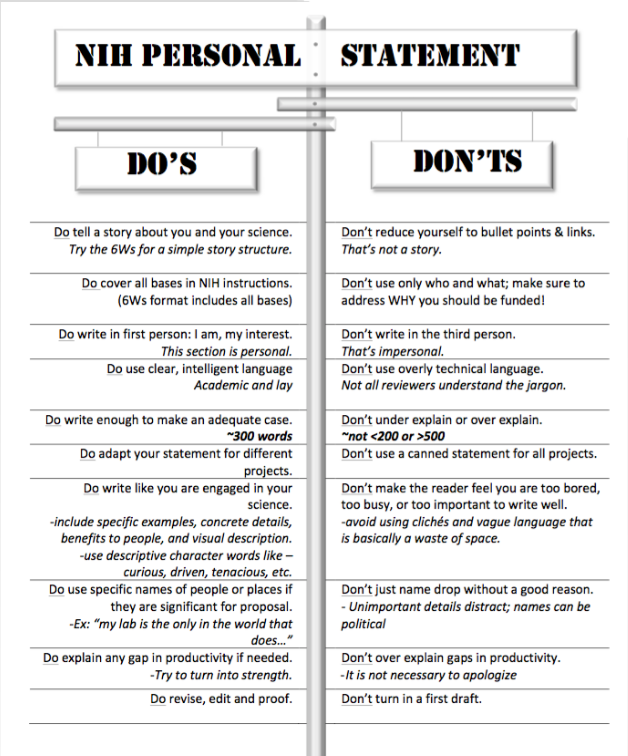 NIH PERSONAL STATEMENT
DO'S
DON'TS
Do tell a story about you and your science.
Try the 6Ws for a simple story structure.
Don't reduce yourself to bullet points & links.
That's not a story.
Do cover all bases in NIH instructions.
(6Ws format includes all bases)
Don't use only who and what; make sure to
address WHY you should be funded!
Do write in first person: I am, my interest.
This section is personal.
Don't write in the third person.
That's impersonal.
Do use clear, intelligent language
Academic and lay
Don't use overly technical language.
Not all reviewers understand the jargon.
Do write enough to make an adequate case.
~300 words
Don't under explain or over explain.
~not <200 or >500
Do adapt your statement for different
projects.
Don't use a canned statement for all projects.
Do write like you are engaged in your
science.
-include specific examples, concrete details,
benefits to people, and visual description.
-use descriptive character words like –
curious, driven, tenacious, etc.
Don't make the reader feel you are too bored,
too busy, or too important to write well.
-avoid using clichés and vague language that
is basically a waste of space.
Do use specific names of people or places if
they are significant for proposal.
-Ex: "my lab is the only in the world that
does…"
Don't just name drop without a good reason.
- Unimportant details distract; names can be
political
Do explain any gap in productivity if needed.
-Try to turn into strength.
Don't over explain gaps in productivity.
-It is not necessary to apologize
Do revise, edit and proof.
Don't turn in a first draft.